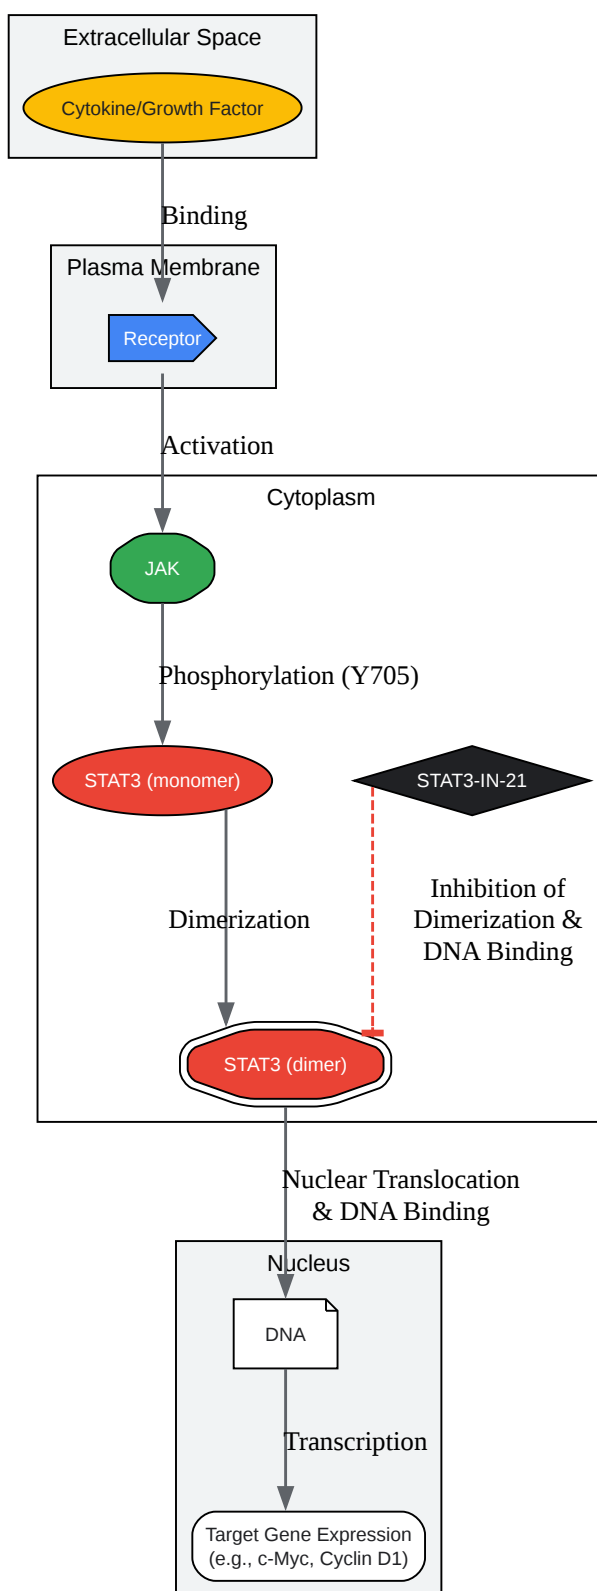 Extracellular Space
Cytokine/Growth Factor
Binding
Plasma Membrane
Receptor
Activation
Cytoplasm
JAK
Phosphorylation (Y705)
STAT3 (monomer)
STAT3-IN-21
Inhibition of
Dimerization &
DNA Binding
Dimerization
STAT3 (dimer)
Nuclear Translocation
& DNA Binding
Nucleus
DNA
Transcription
Target Gene Expression
(e.g., c-Myc, Cyclin D1)